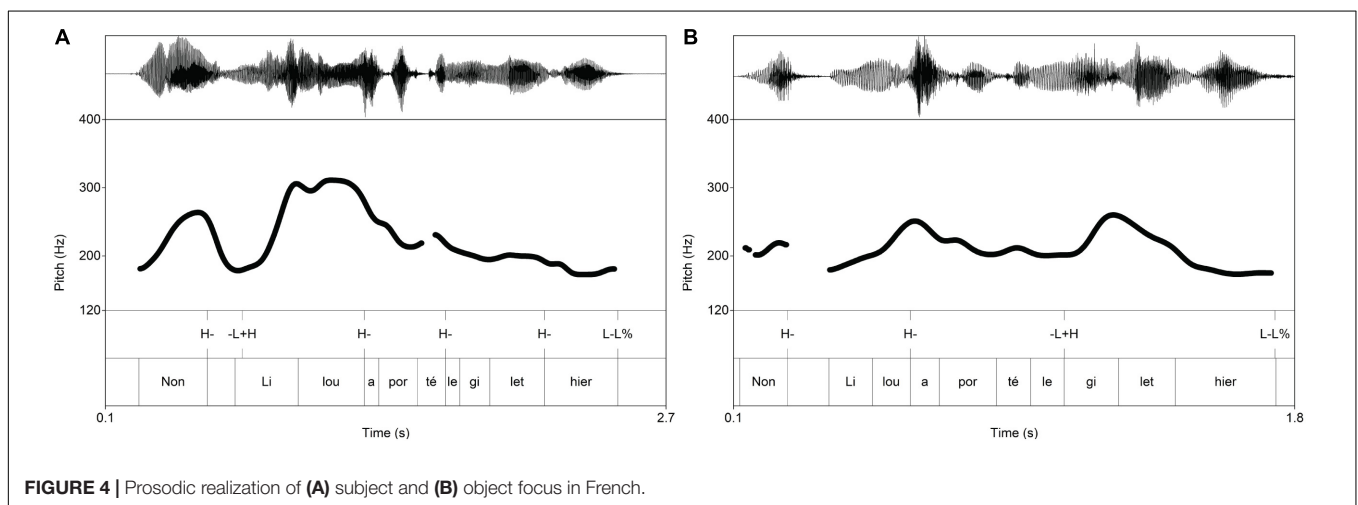 A
400
300
200
120
Pitch (Hz)
H- -L+H H- H- H- L-L%
Non Li lou a por té le gi let hier
0.1 2.7
Time (s)
B
400
300
200
120
Pitch (Hz)
H- H- -L+H L-L%
Non Li lou a por té le gi let hier
0.1 1.8
Time (s)
FIGURE 4 | Prosodic realization of (A) subject and (B) object focus in French.